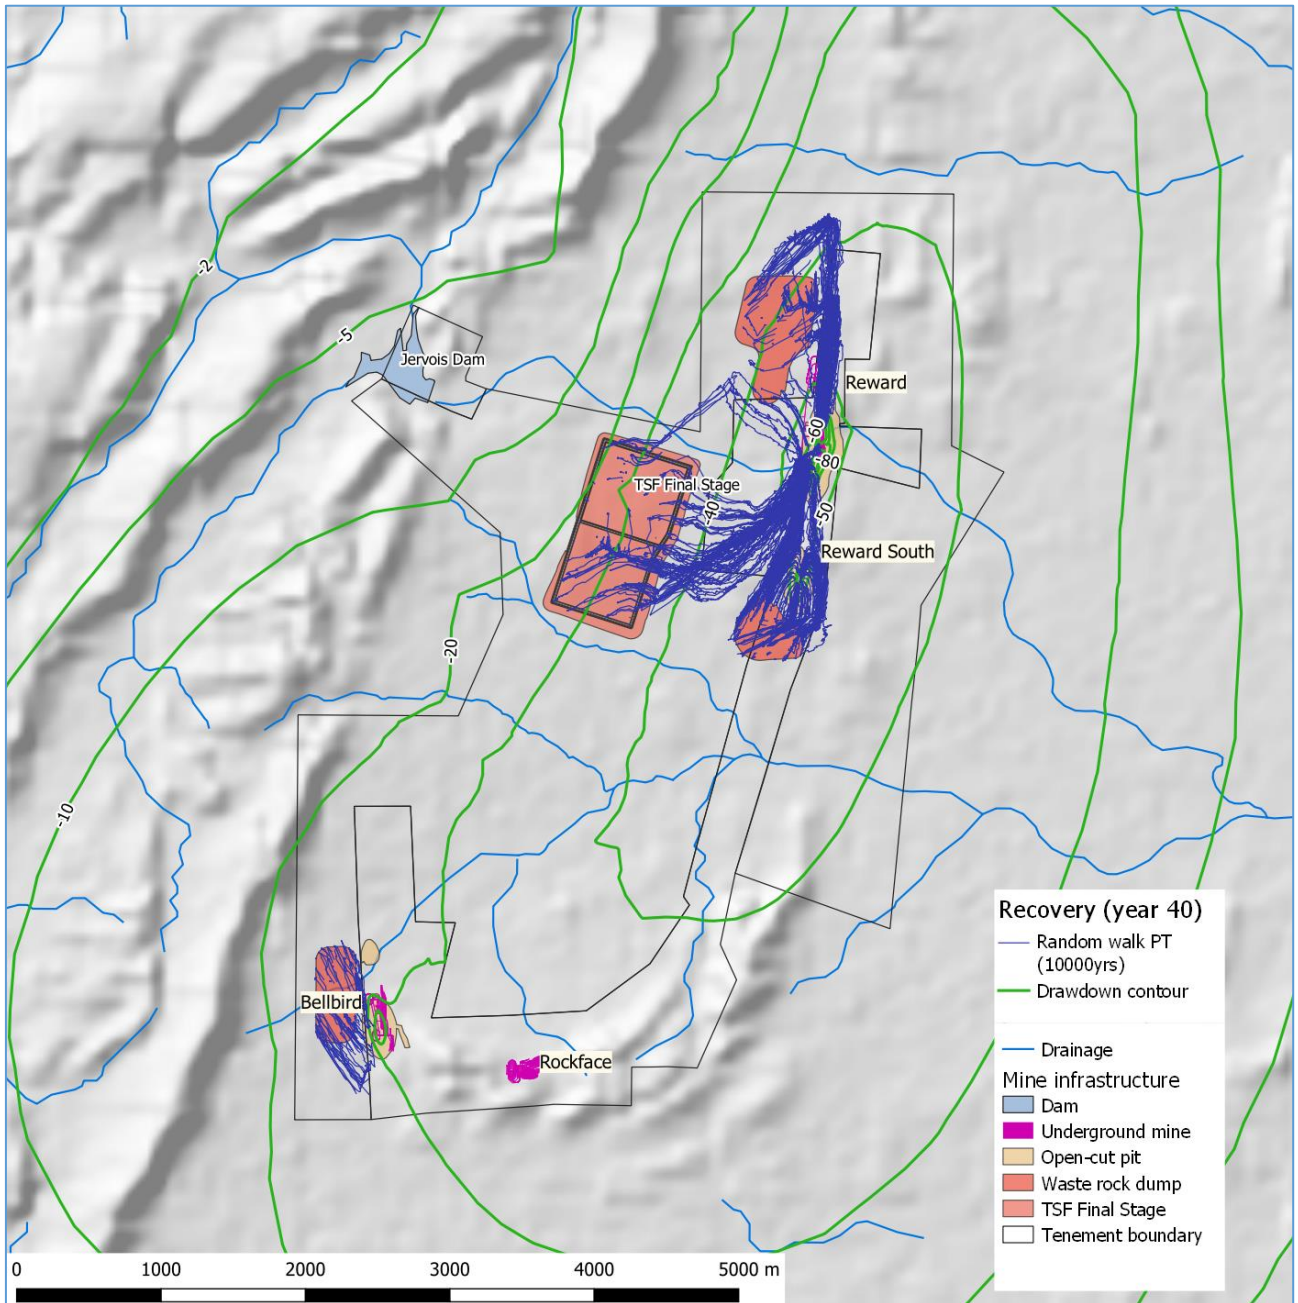 -2
-5
Jervois Dam
Reward
-60
-80
TSF Final Stage
-40
-50
Reward South
-20
-10
Bellbird
Rockface
Recovery (year 40)
Random walk PT
(10000yrs)
Drawdown contour
Drainage
Mine infrastructure
Dam
Underground mine
Open-cut pit
Waste rock dump
TSF Final Stage
Tenement boundary
0 1000 2000 3000 4000 5000 m